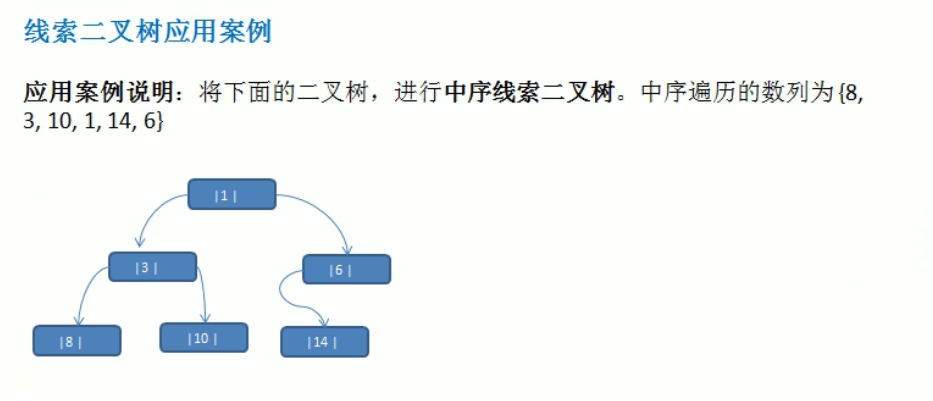 线索二叉树应用案例
应用案例说明：将下面的二叉树，进行中序线索二叉树。中序遍历的数列为{8,
3, 10, 1, 14, 6}
|1 |
|3 |
|6 |
|8 |
|10 |
|14 |